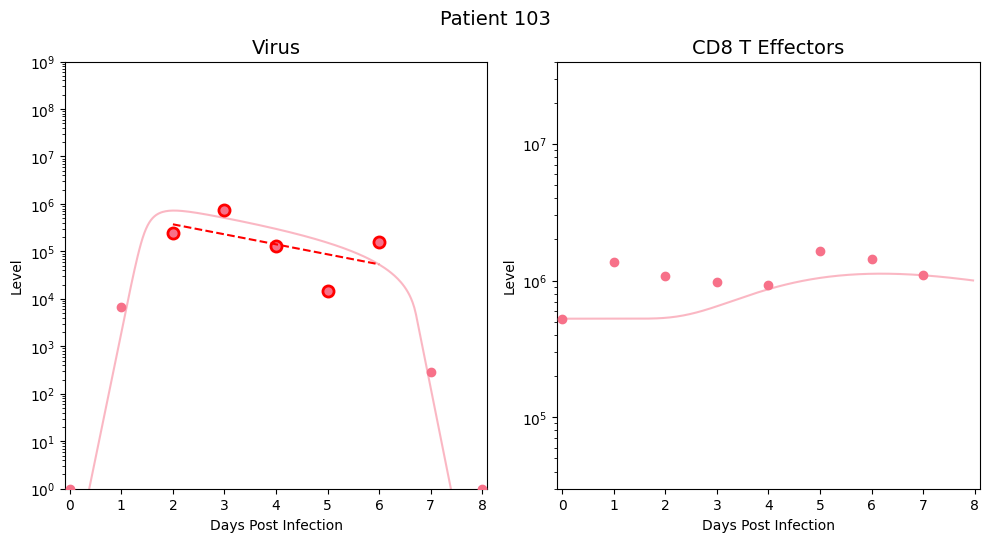 Patient 103
Virus
Level
10^9
10^8
10^7
10^6
10^5
10^4
10^3
10^2
10^1
10^0
0 1 2 3 4 5 6 7 8
Days Post Infection
CD8 T Effectors
Level
10^7
10^6
10^5
0 1 2 3 4 5 6 7 8
Days Post Infection